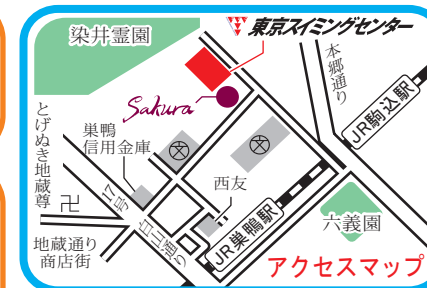 染井霊園
東京スイミングセンター
本郷通り
JR駒込駅
Sakura
とげぬき地蔵尊
巣鴨
信用金庫
17号
白山通り
西友
JR巣鴨駅
六義園
地蔵通り
商店街
アクセスマップ